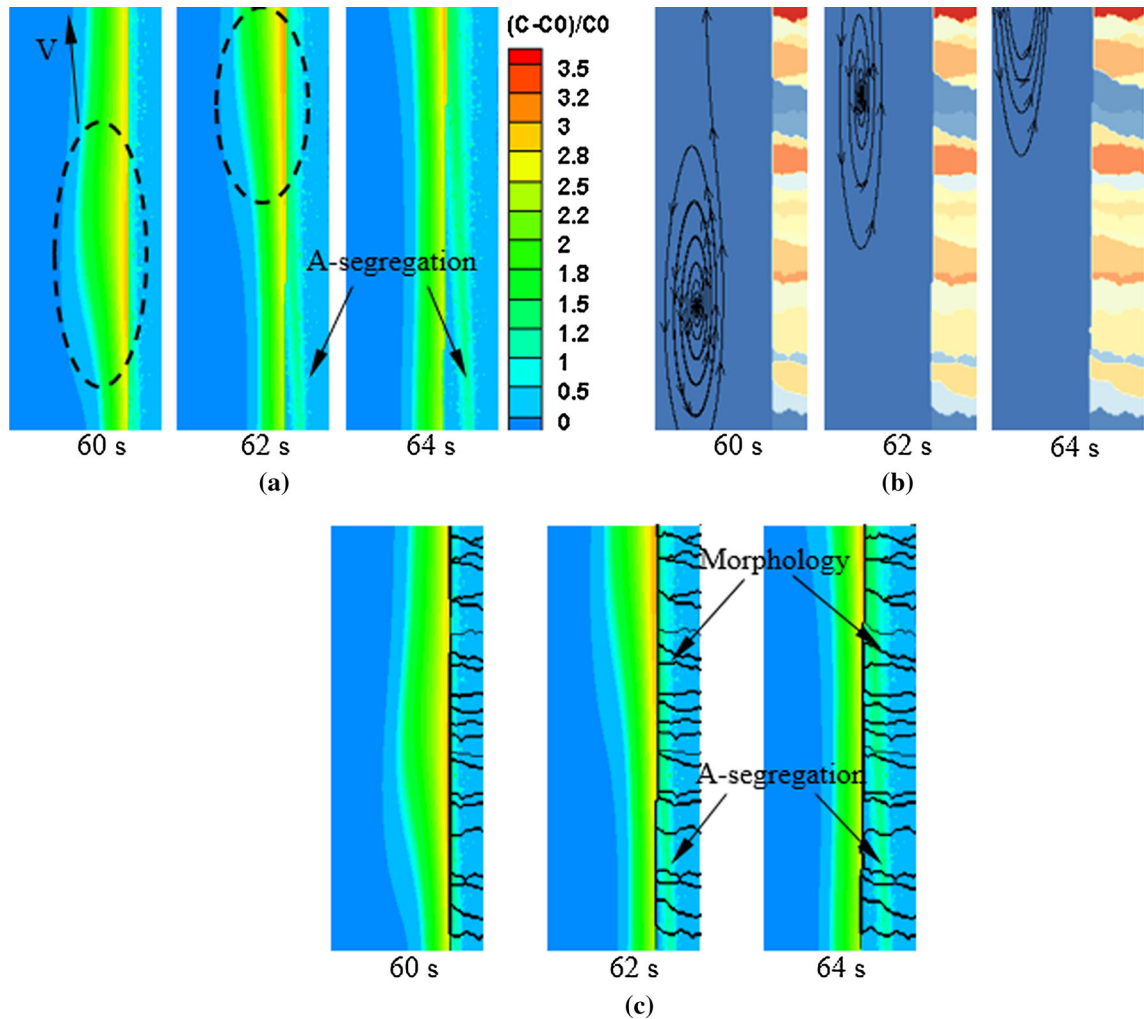 V
A-segregation
(C-C0)/C0
3.5
3.2
3
2.8
2.5
2.2
2
1.8
1.5
1.2
1
0.5
0
60 s
62 s
64 s
(a)
60 s
62 s
64 s
(b)
Morphology
A-segregation
60 s
62 s
64 s
(c)